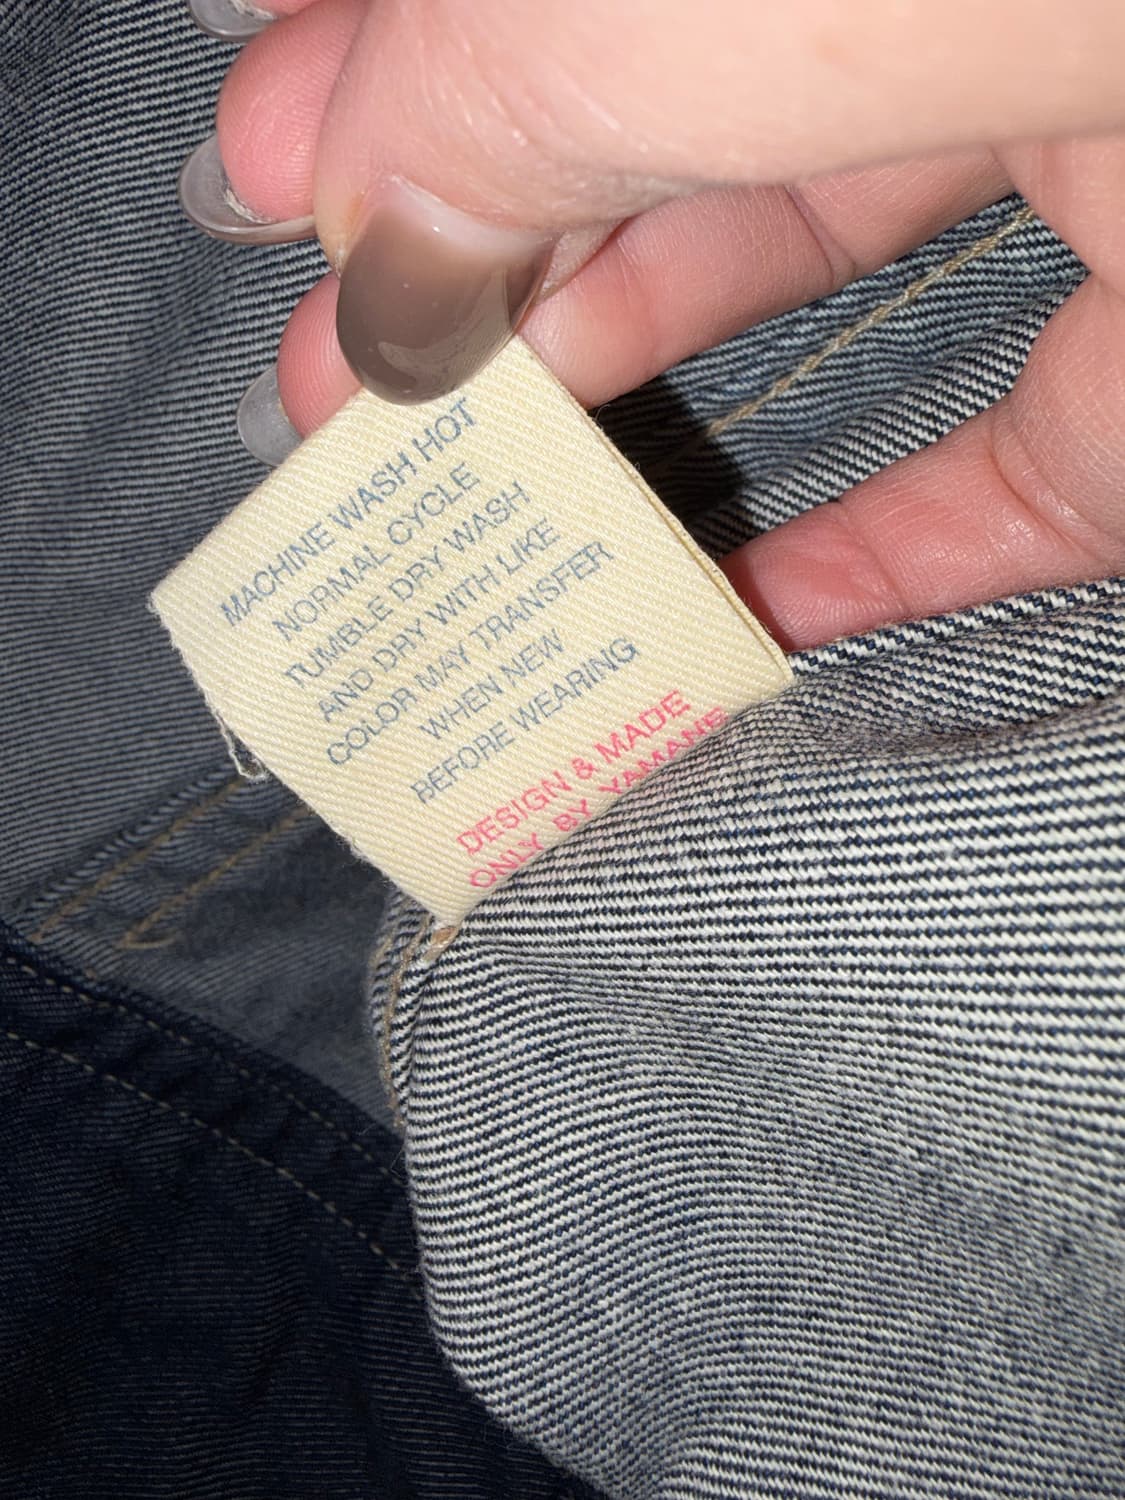 MACHINE WASH HOT
NORMAL CYCLE
TUMBLE DRY WASH
AND DRY WITH LIKE
COLOR MAY TRANSFER
WHEN NEW
BEFORE WEARING
DESIGN & MADE
ONLY BY YAMANE